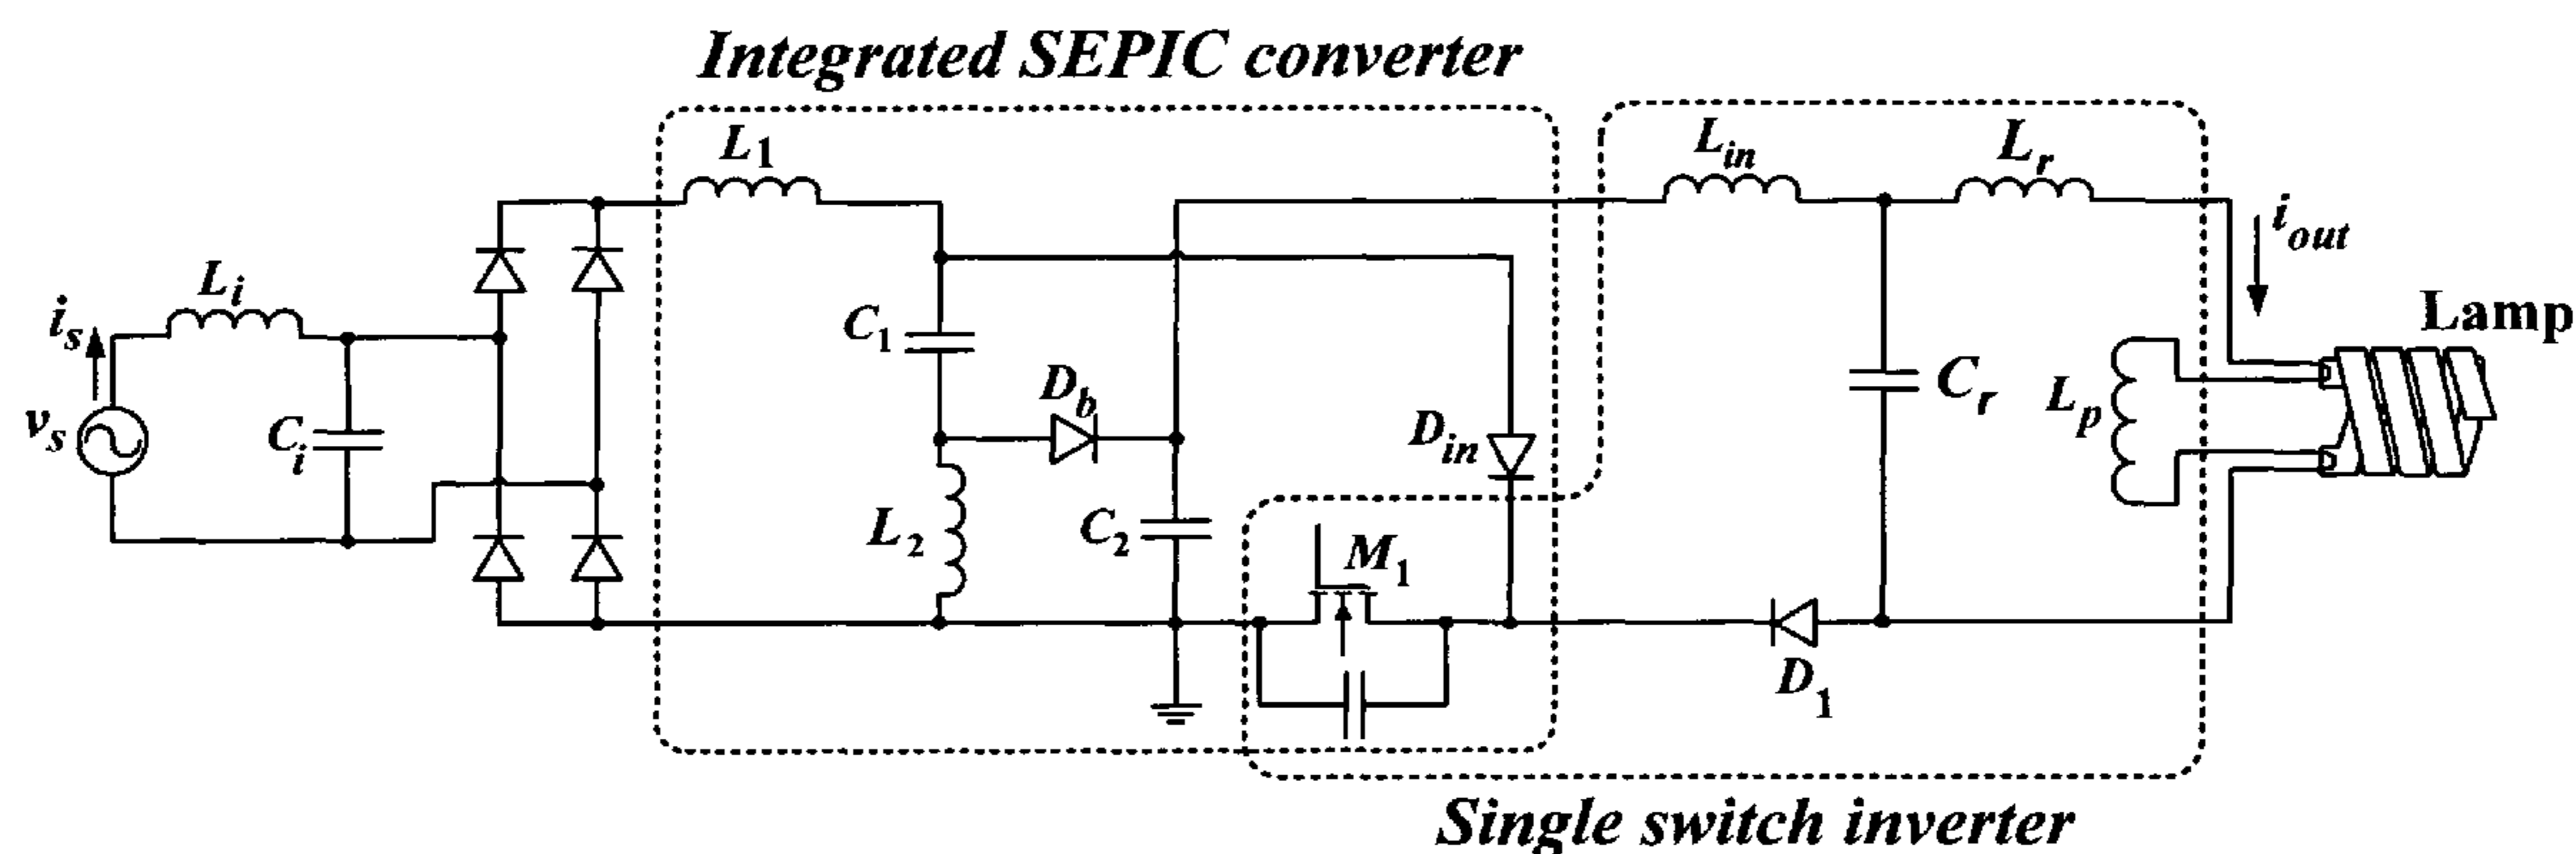 Integrated SEPIC converter
L1
Lin
Lr
iout
Lamp
Li
is
vs
Ci
C1
Db
Din
Cr
Lp
L2
C2
M1
D1
Single switch inverter